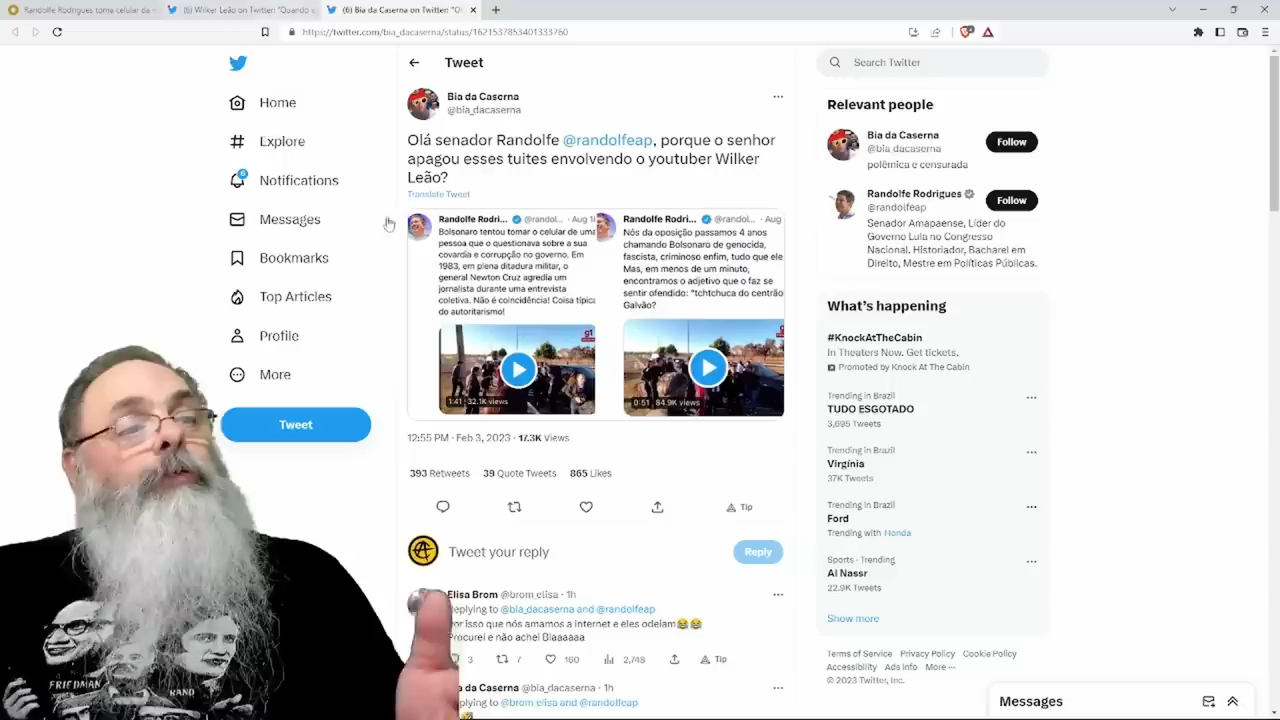 Randolfe Rodrigues toma celular da
(6) Wilker Leão on Twitter: "Quando
(6) Bia da Caserna on Twitter: "Ol
https://twitter.com/bia_dacaserna/status/1621537853401033760
Home
Explore
6
Notifications
Messages
Bookmarks
Top Articles
Profile
More
Tweet
Tweet
Bia da Caserna
@bia_dacaserna
Olá senador Randolfe @randolfeap, porque o senhor
apagou esses tuites envolvendo o youtuber Wilker
Leão?
Translate Tweet
Randolfe Rodri... @randol... · Aug 1
Bolsonaro tentou tomar o celular de uma
pessoa que o questionava sobre a sua
covardia e corrupção no governo. Em
1983, em plena ditadura militar, o
general Newton Cruz agredia um
jornalista durante uma entrevista
coletiva. Não é coincidência! Coisa típica
do autoritarismo!
g1
1:41 32.1K views
Randolfe Rodri... @randol... · Aug
Nós da oposição passamos 4 anos
chamando Bolsonaro de genocida,
fascista, criminoso enfim, tudo que ele
Mas, em menos de um minuto,
encontramos o adjetivo que o faz se
sentir ofendido: "tchtchuca do centrão
Galvão?
0:51 84.9K views
12:55 PM · Feb 3, 2023 · 17.3K Views
393 Retweets 39 Quote Tweets 865 Likes
Tip
Tweet your reply
Reply
Elisa Brom @brom_elisa · 1h
Replying to @bia_dacaserna and @randolfeap
or isso que nós amamos a internet e eles odeiam😂😂
Procurei e não achei Blaaaaaa
3 7 160 2,748 Tip
a da Caserna @bia_dacaserna · 1h
eplying to @brom_elisa and @randolfeap
Search Twitter
Relevant people
Bia da Caserna
@bia_dacaserna
Follow
polêmica e censurada
Randolfe Rodrigues
@randolfeap
Follow
Senador Amapaense, Líder do
Governo Lula no Congresso
Nacional. Historiador, Bacharel em
Direito, Mestre em Políticas Públicas.
What's happening
#KnockAtTheCabin
In Theaters Now. Get tickets.
Promoted by Knock At The Cabin
Trending in Brazil
TUDO ESGOTADO
3,695 Tweets
Trending in Brazil
Virgínia
37K Tweets
Trending in Brazil
Ford
Trending with Honda
Sports · Trending
Al Nassr
22.9K Tweets
Show more
Terms of Service Privacy Policy Cookie Policy
Accessibility Ads Info More ···
© 2023 Twitter, Inc.
Messages
FRIEDMAN
RAND